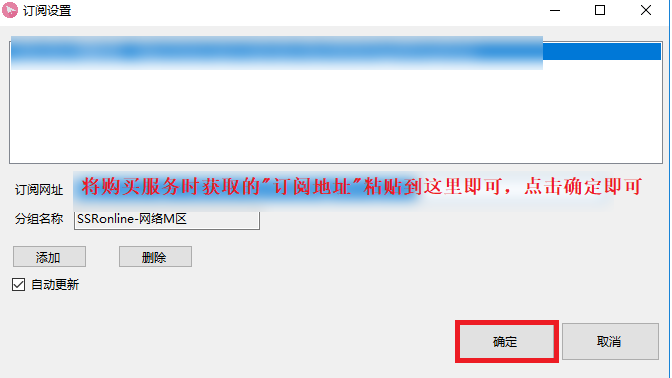 订阅设置
订阅网址 将购买服务时获取的"订阅地址"粘贴到这里即可，点击确定即可
分组名称 SSRonline-网络M区
添加 删除
自动更新
确定 取消